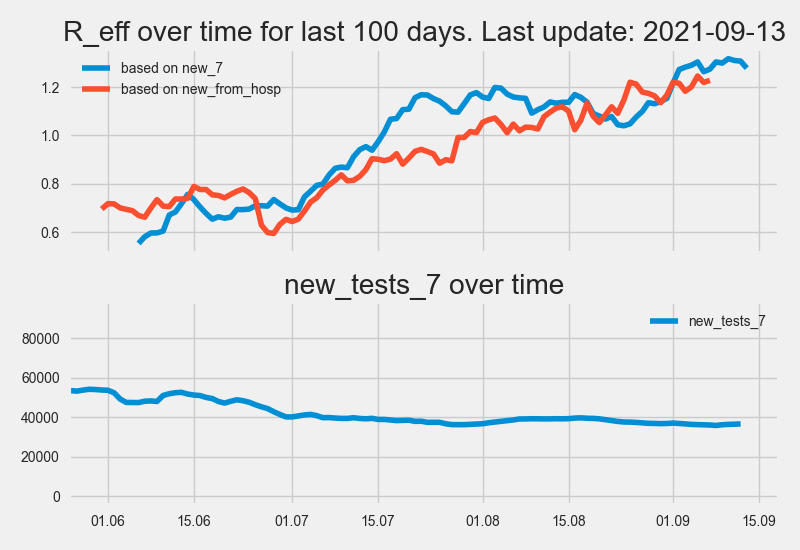 R_eff over time for last 100 days. Last update: 2021-09-13
based on new_7
based on new_from_hosp
1.2
1.0
0.8
0.6
new_tests_7 over time
new_tests_7
80000
60000
40000
20000
0
01.06 15.06 01.07 15.07 01.08 15.08 01.09 15.09